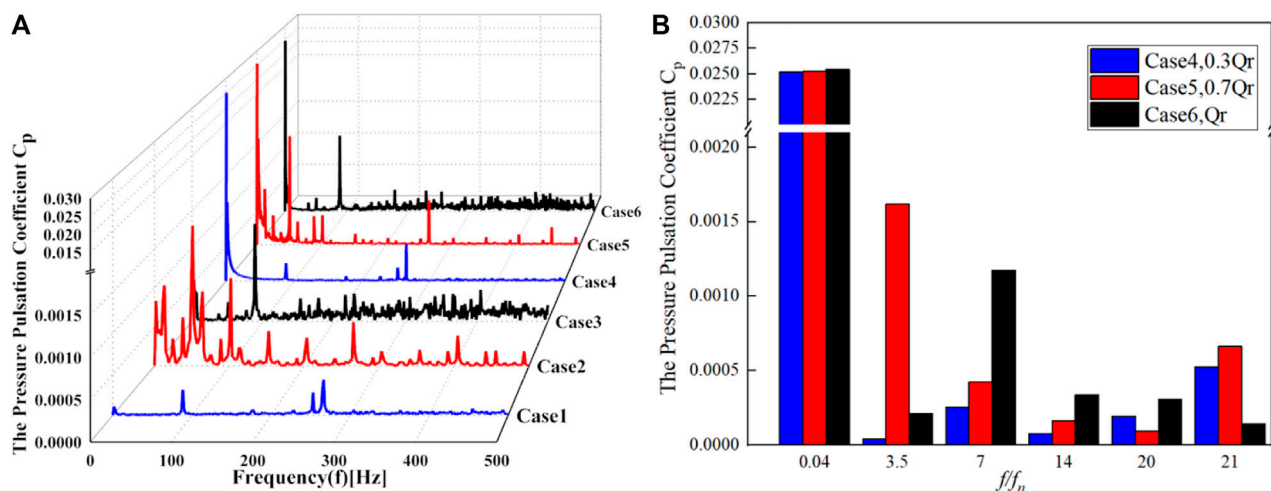 A
The Pressure Pulsation Coefficient Cp
0.030
0.025
0.020
0.015
0.0015
0.0010
0.0005
0.0000
0
100
200
300
400
500
Frequency(f)[Hz]
Case6
Case5
Case4
Case3
Case2
Case1
B
The Pressure Pulsation Coefficient Cp
0.0300
0.0275
0.0250
0.0225
0.0020
0.0015
0.0010
0.0005
0.0000
0.04
3.5
7
14
20
21
f/fn
Case4,0.3Qr
Case5,0.7Qr
Case6,Qr